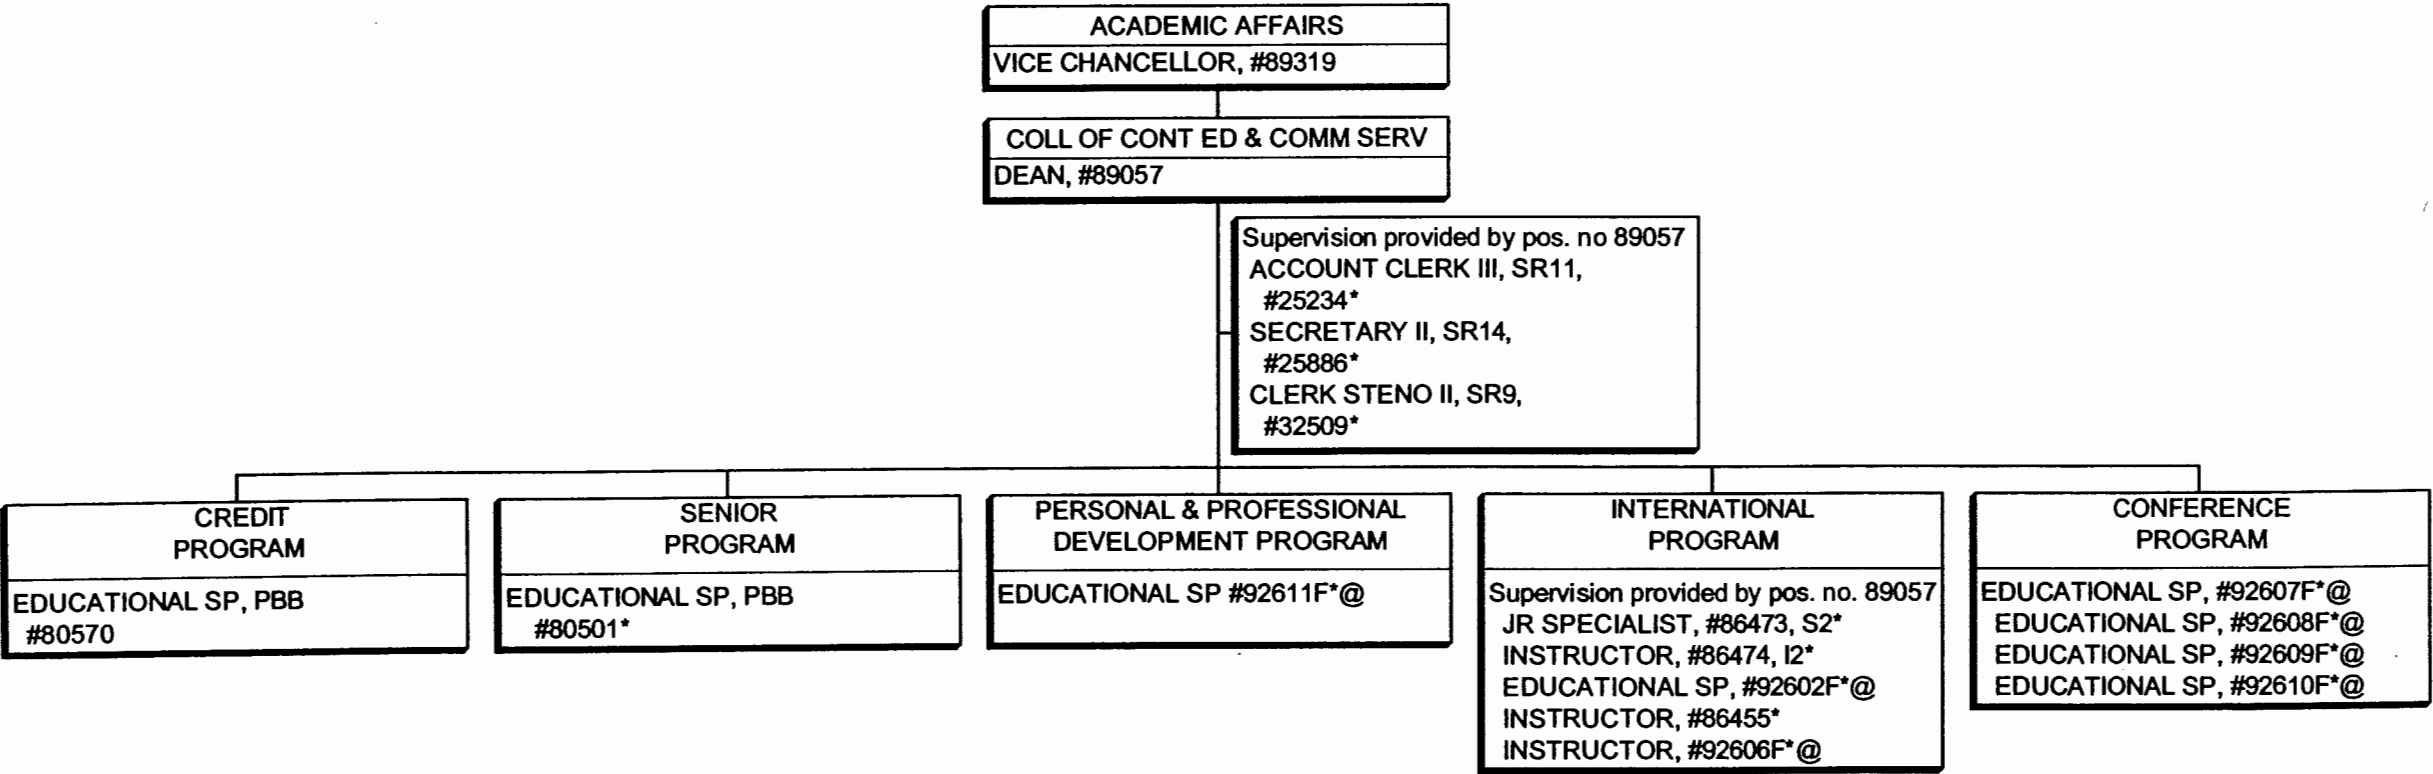 ACADEMIC AFFAIRS
VICE CHANCELLOR, #89319
COLL OF CONT ED & COMM SERV
DEAN, #89057
Supervision provided by pos. no 89057
ACCOUNT CLERK III, SR11,
#25234*
SECRETARY II, SR14,
#25886*
CLERK STENO II, SR9,
#32509*
CREDIT
PROGRAM
EDUCATIONAL SP, PBB
#80570
SENIOR
PROGRAM
EDUCATIONAL SP, PBB
#80501*
PERSONAL & PROFESSIONAL
DEVELOPMENT PROGRAM
EDUCATIONAL SP #92611F*@
INTERNATIONAL
PROGRAM
Supervision provided by pos. no. 89057
JR SPECIALIST, #86473, S2*
INSTRUCTOR, #86474, I2*
EDUCATIONAL SP, #92602F*@
INSTRUCTOR, #86455*
INSTRUCTOR, #92606F*@
CONFERENCE
PROGRAM
EDUCATIONAL SP, #92607F*@
EDUCATIONAL SP, #92608F*@
EDUCATIONAL SP, #92609F*@
EDUCATIONAL SP, #92610F*@